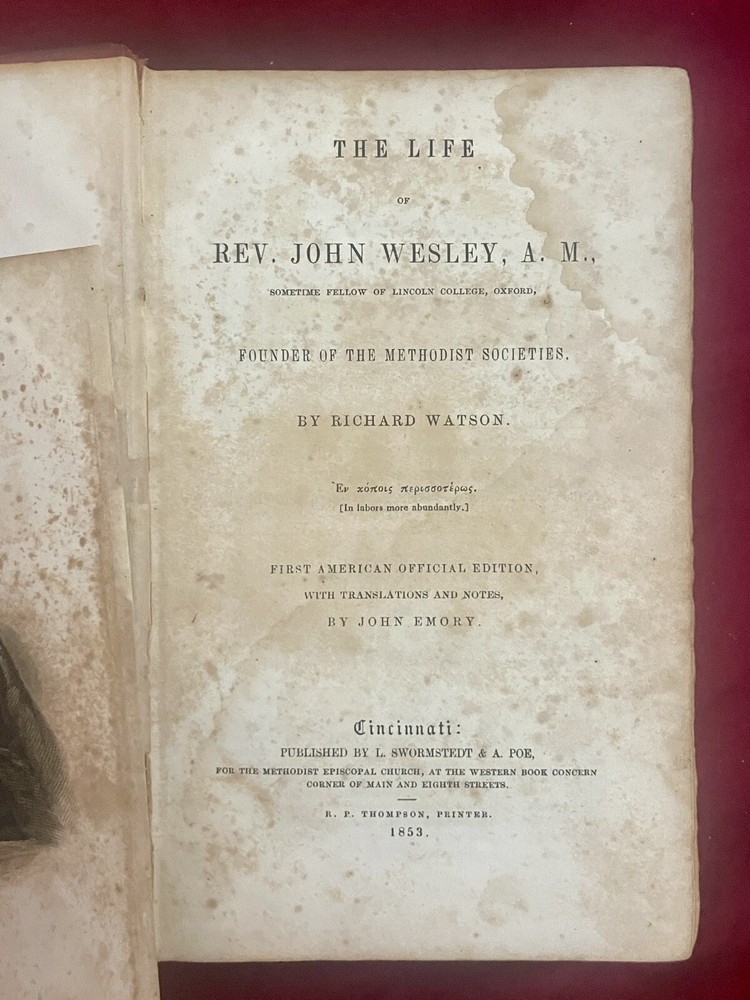 THE LIFE
OF
REV. JOHN WESLEY, A. M.,
SOMETIME FELLOW OF LINCOLN COLLEGE, OXFORD,
FOUNDER OF THE METHODIST SOCIETIES.
BY RICHARD WATSON.
Ἐν κόποις περισσοτέρως.
[In labors more abundantly.]
FIRST AMERICAN OFFICIAL EDITION,
WITH TRANSLATIONS AND NOTES,
BY JOHN EMORY.
Cincinnati:
PUBLISHED BY L. SWORMSTEDT & A. POE,
FOR THE METHODIST EPISCOPAL CHURCH, AT THE WESTERN BOOK CONCERN
CORNER OF MAIN AND EIGHTH STREETS.
R. P. THOMPSON, PRINTER.
1853.